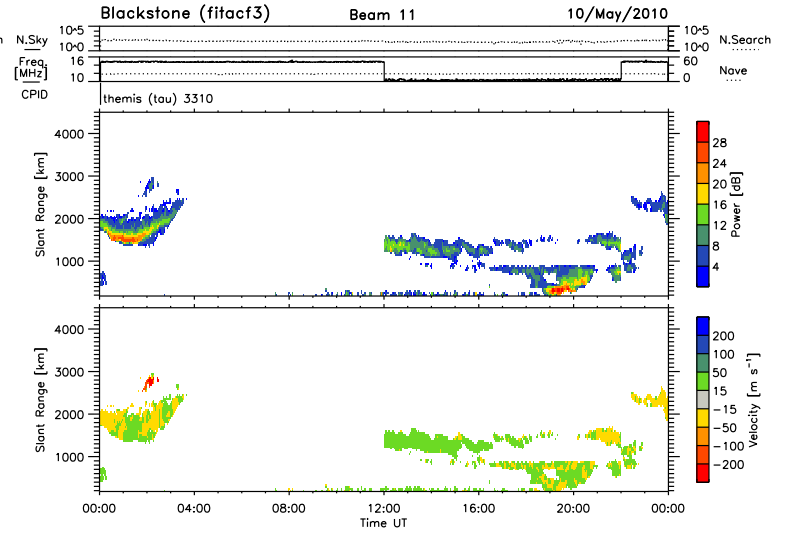 Blackstone (fitacf3)
Beam 11
10/May/2010
n N.Sky
10^5
10^0
10^5
10^0
N.Search
Freq.
[MHz]
16
10
60
0
Nave
CPID
themis (tau) 3310
Slant Range [km]
4000
3000
2000
1000
28
24
20
16
12
8
4
Power [dB]
Slant Range [km]
4000
3000
2000
1000
200
100
50
15
-15
-50
-100
-200
Velocity [m s⁻¹]
00:00 04:00 08:00 12:00 16:00 20:00 00:00
Time UT